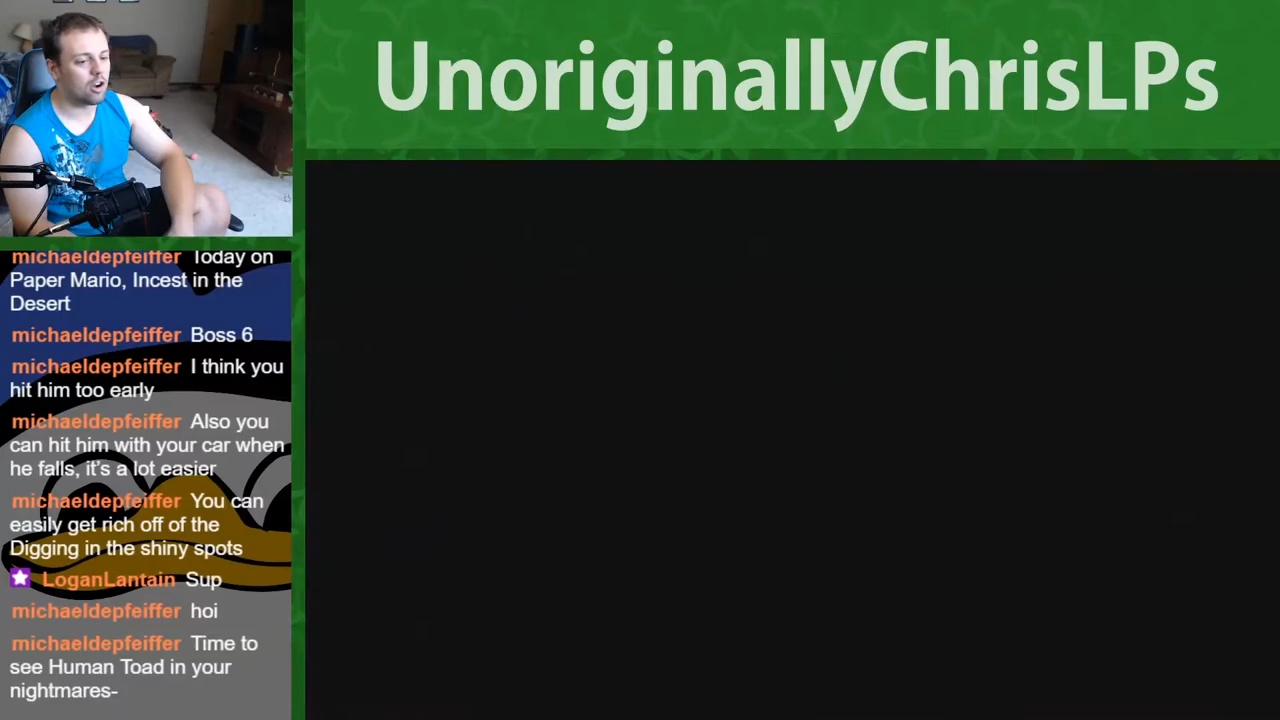 UnoriginallyChrisLPs
michaeldepfeiffer Today on
Paper Mario, Incest in the
Desert
michaeldepfeiffer Boss 6
michaeldepfeiffer I think you
hit him too early
michaeldepfeiffer Also you
can hit him with your car when
he falls, it's a lot easier
michaeldepfeiffer You can
easily get rich off of the
Digging in the shiny spots
LoganLantain Sup
michaeldepfeiffer hoi
michaeldepfeiffer Time to
see Human Toad in your
nightmares-